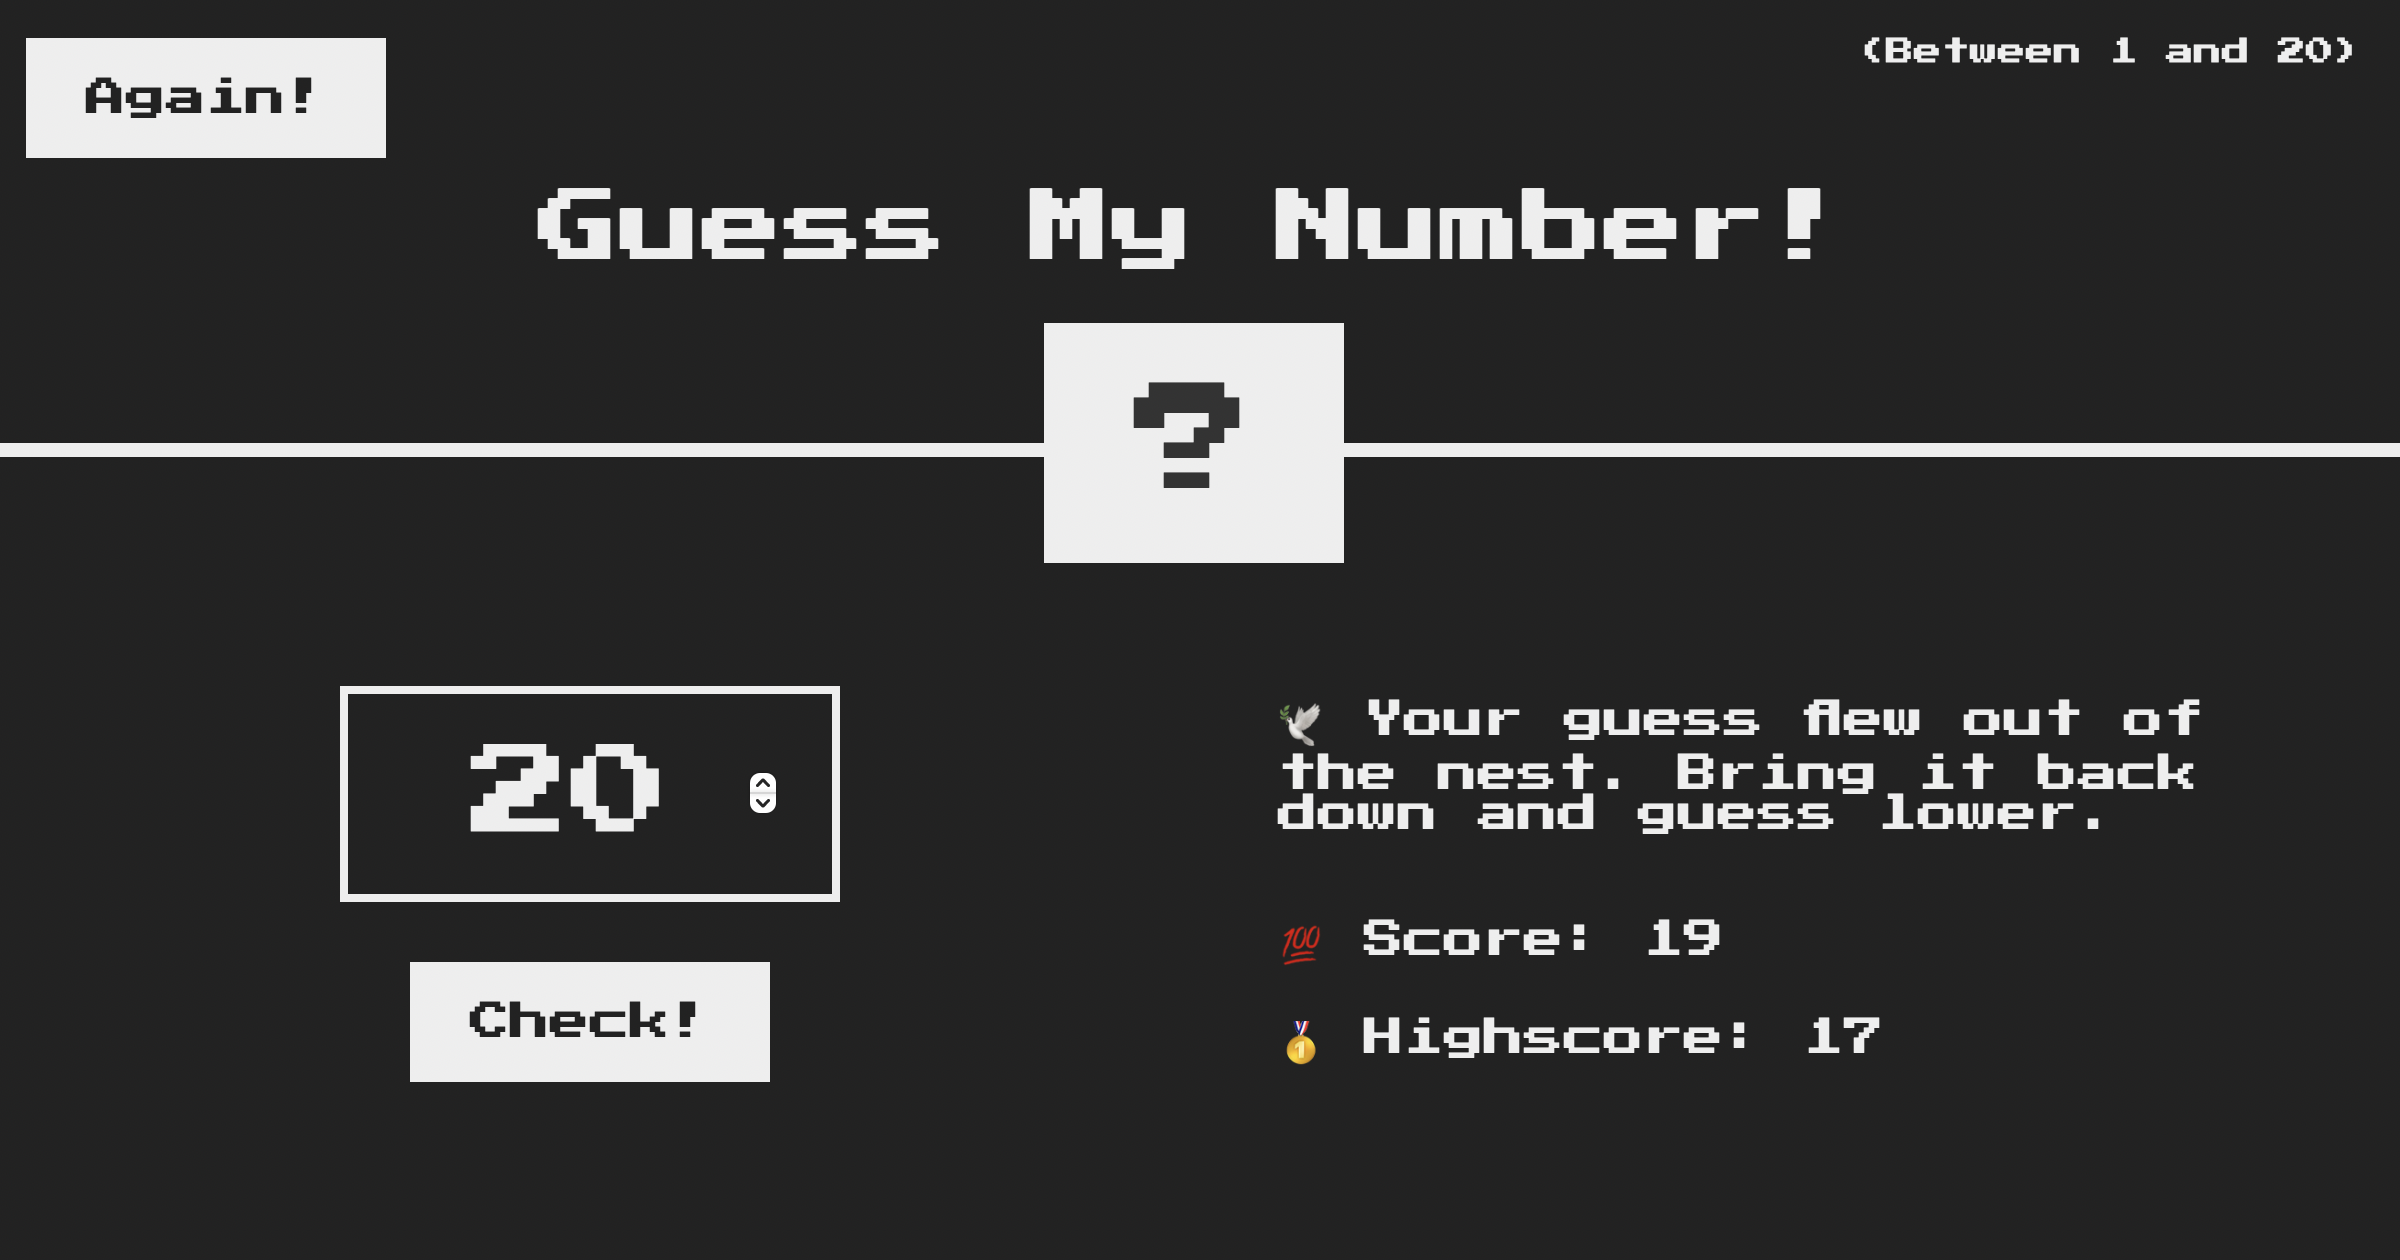 Again!
(Between 1 and 20)
Guess My Number!
?
20
🕊️ Your guess flew out of
the nest. Bring it back
down and guess lower.
Check!
💯 Score: 19
🥇 Highscore: 17